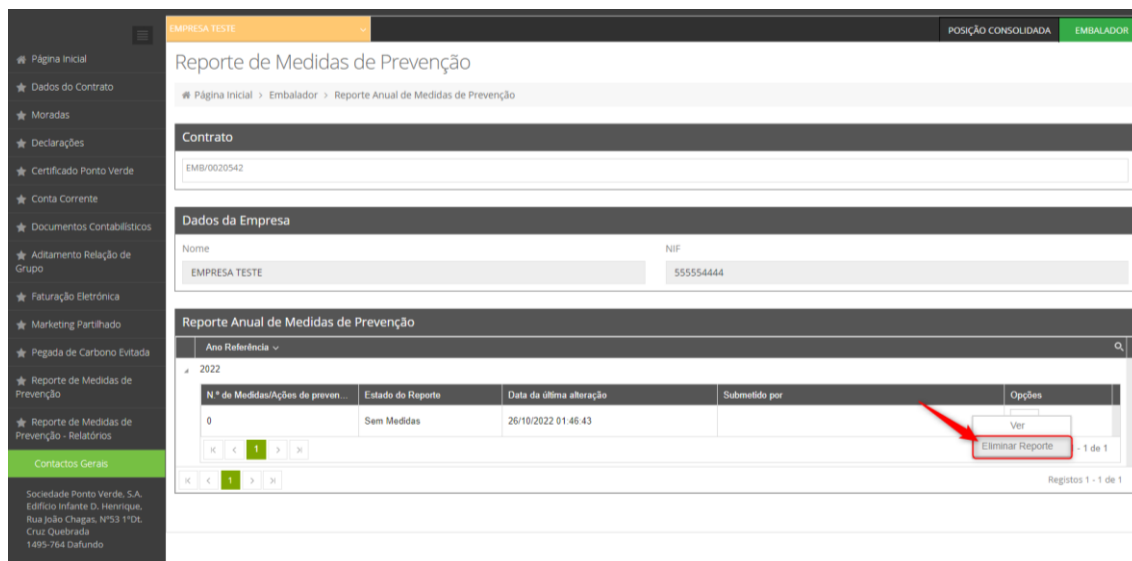 EMPRESA TESTE
POSIÇÃO CONSOLIDADA
EMBALADOR
Página Inicial
Dados do Contrato
Moradas
Declarações
Certificado Ponto Verde
Conta Corrente
Documentos Contabilísticos
Aditamento Relação de
Grupo
Faturação Eletrónica
Marketing Partilhado
Pegada de Carbono Evitada
Reporte de Medidas de
Prevenção
Reporte de Medidas de
Prevenção - Relatórios
Contactos Gerais
Sociedade Ponto Verde, S.A.
Edifício Infante D. Henrique,
Rua João Chagas, Nº53 1ºDt.
Cruz Quebrada
1495-764 Dafundo
Reporte de Medidas de Prevenção
Página Inicial > Embalador > Reporte Anual de Medidas de Prevenção
Contrato
EMB/0020542
Dados da Empresa
Nome NIF
EMPRESA TESTE 555554444
Reporte Anual de Medidas de Prevenção
Ano Referência
2022
N.º de Medidas/Ações de preven... Estado do Reporte Data da última alteração Submetido por Opções
0 Sem Medidas 26/10/2022 01:46:43
Ver
Eliminar Reporte
1 - 1 de 1
1
Registos 1 - 1 de 1